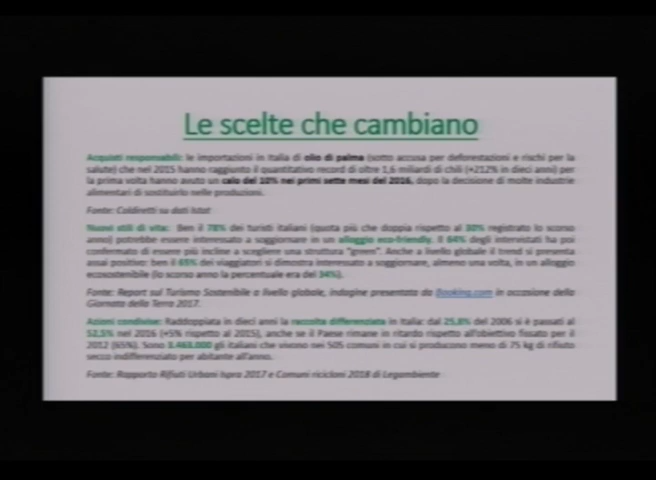 Le scelte che cambiano
Acquisti responsabili: le importazioni in Italia di olio di palma (sotto accusa per deforestazioni e rischi per la
salute) che nel 2015 hanno raggiunto il quantitativo record di oltre 1,6 miliardi di chili (+212% in dieci anni) per
la prima volta hanno avuto un calo del 10% nei primi sette mesi del 2016, dopo la decisione di molte industrie
alimentari di sostituirlo nelle produzioni.
Fonte: Coldiretti su dati Istat
Nuovi stili di vita: Ben il 78% dei turisti italiani (quota più che doppia rispetto al 30% registrato lo scorso
anno) potrebbe essere interessato a soggiornare in un alloggio eco-friendly. Il 64% degli intervistati ha poi
confermato di essere più incline a scegliere una struttura "green". Anche a livello globale il trend si presenta
assai positivo: ben il 65% dei viaggiatori si dimostra interessato a soggiornare, almeno una volta, in un alloggio
ecosostenibile (lo scorso anno la percentuale era del 34%).
Fonte: Report sul Turismo Sostenibile a livello globale, indagine presentata da Booking.com in occasione della
Giornata della Terra 2017.
Azioni condivise: Raddoppiata in dieci anni la raccolta differenziata in Italia: dal 25,8% del 2006 si è passati al
52,5% nel 2016 (+5% rispetto al 2015), anche se il Paese rimane in ritardo rispetto all'obiettivo fissato per il
2012 (65%). Sono 3.463.000 gli italiani che vivono nei 505 comuni in cui si producono meno di 75 kg di rifiuto
secco indifferenziato per abitante all'anno.
Fonte: Rapporto Rifiuti Urbani Ispra 2017 e Comuni ricicloni 2018 di Legambiente